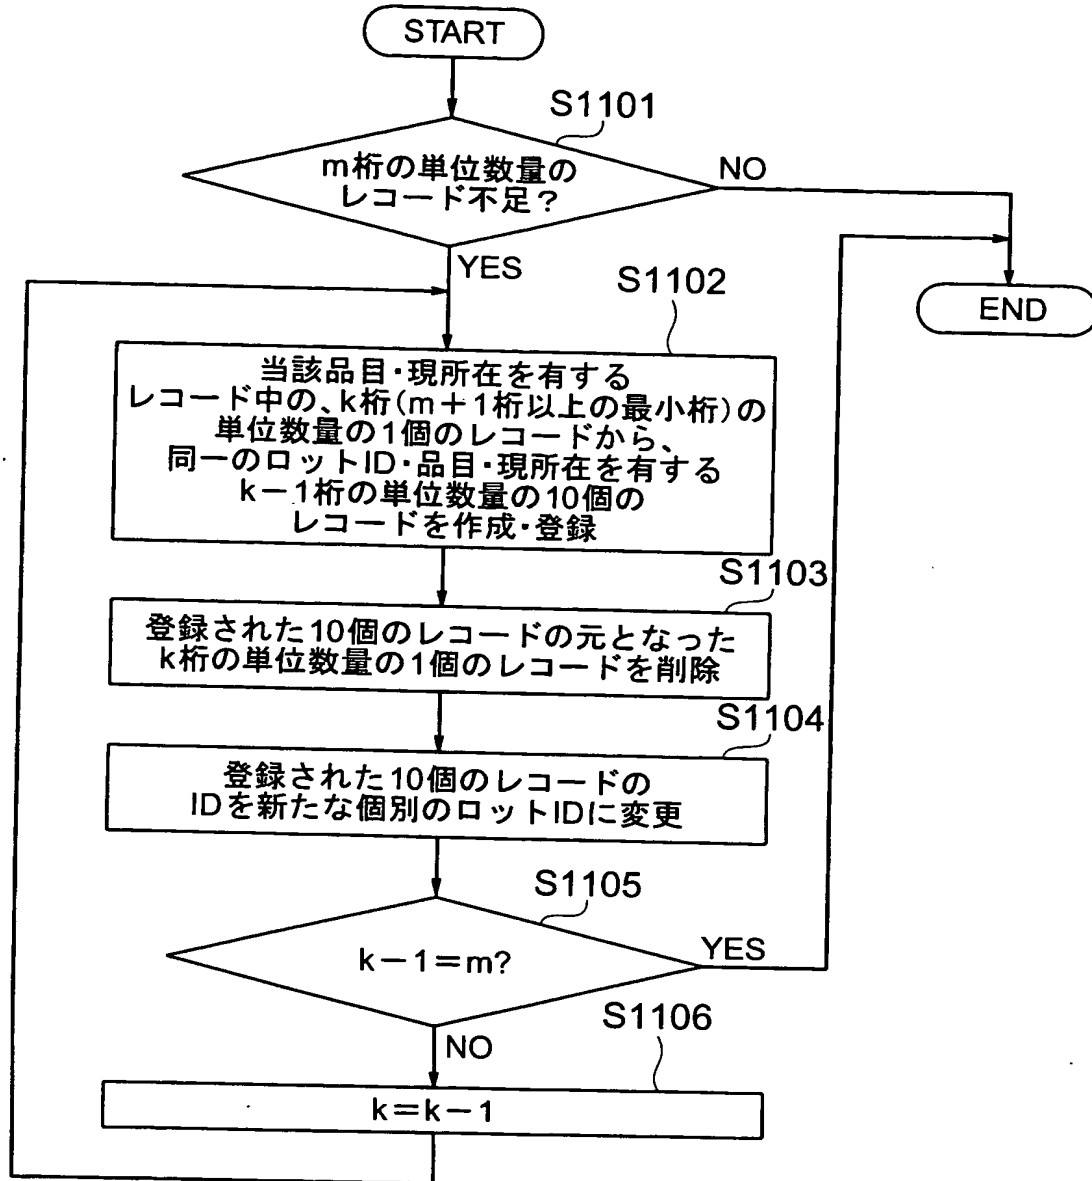 START
S1101
m桁の単位数量の
レコード不足?
NO
YES
S1102
END
当該品目・現所在を有する
レコード中の、k桁(m+1桁以上の最小桁)の
単位数量の1個のレコードから、
同一のロットID・品目・現所在を有する
k-1桁の単位数量の10個の
レコードを作成・登録
S1103
登録された10個のレコードの元となった
k桁の単位数量の1個のレコードを削除
S1104
登録された10個のレコードの
IDを新たな個別のロットIDに変更
S1105
k-1=m?
YES
S1106
NO
k=k-1